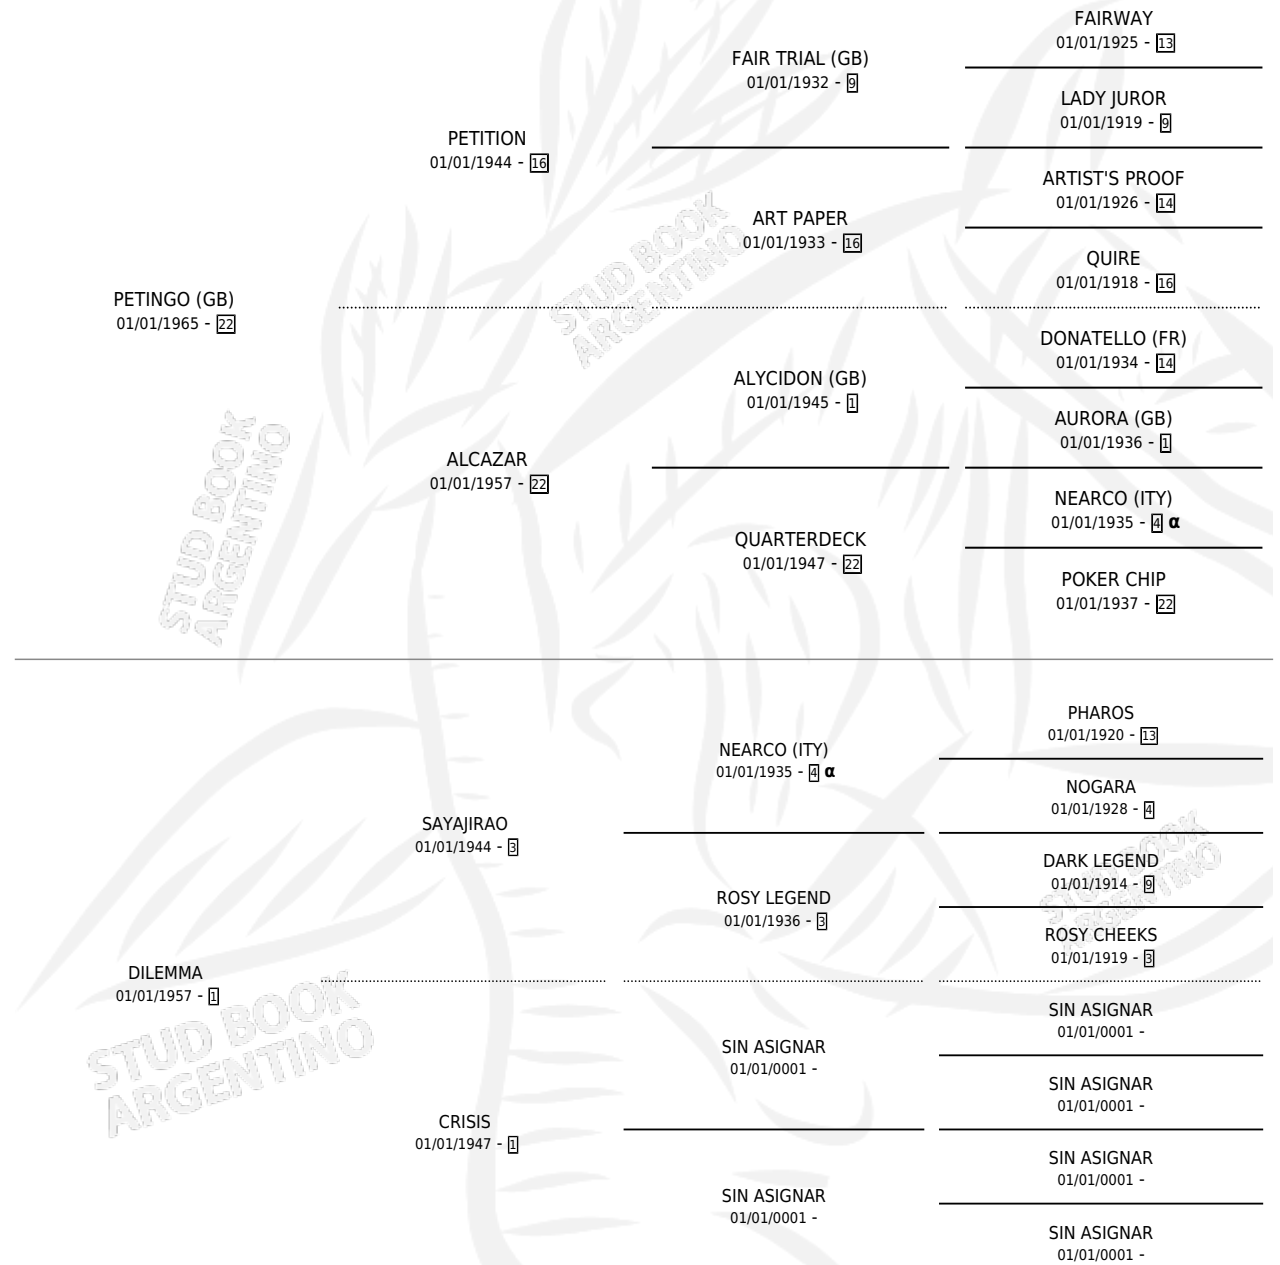 FAIRWAY
01/01/1925 - 13
FAIR TRIAL (GB)
01/01/1932 - 9
LADY JUROR
01/01/1919 - 9
PETITION
01/01/1944 - 16
ARTIST'S PROOF
01/01/1926 - 14
ART PAPER
01/01/1933 - 16
QUIRE
01/01/1918 - 16
PETINGO (GB)
01/01/1965 - 22
DONATELLO (FR)
01/01/1934 - 14
ALYCIDON (GB)
01/01/1945 - 1
AURORA (GB)
01/01/1936 - 1
ALCAZAR
01/01/1957 - 22
NEARCO (ITY)
01/01/1935 - 4 α
QUARTERDECK
01/01/1947 - 22
POKER CHIP
01/01/1937 - 22
PHAROS
01/01/1920 - 13
NEARCO (ITY)
01/01/1935 - 4 α
NOGARA
01/01/1928 - 4
SAYAJIRAO
01/01/1944 - 3
DARK LEGEND
01/01/1914 - 9
ROSY LEGEND
01/01/1936 - 3
ROSY CHEEKS
01/01/1919 - 3
DILEMMA
01/01/1957 - 1
SIN ASIGNAR
01/01/0001 -
SIN ASIGNAR
01/01/0001 -
SIN ASIGNAR
01/01/0001 -
CRISIS
01/01/1947 - 1
SIN ASIGNAR
01/01/0001 -
SIN ASIGNAR
01/01/0001 -
SIN ASIGNAR
01/01/0001 -
STUD BOOK
ARGENTINO
STUD BOOK
ARGENTINO
STUD BOOK
ARGENTINO
STUD BOOK
ARGENTINO